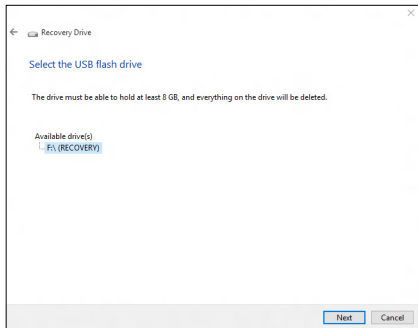 Recovery Drive
Select the USB flash drive
The drive must be able to hold at least 8 GB, and everything on the drive will be deleted.
Available drive(s)
F:\ (RECOVERY)
Next Cancel